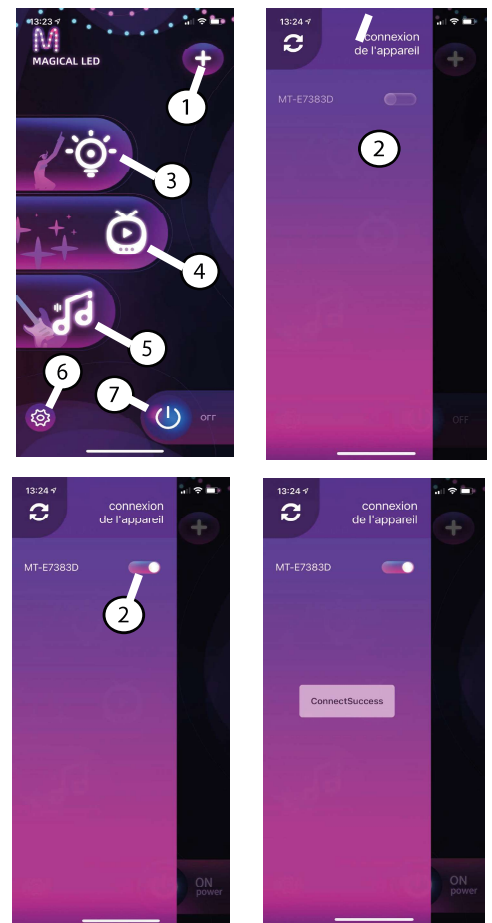 13:23
M
MAGICAL LED
1
3
4
5
6
7
OFF
13:24
connexion
de l'appareil
MT-E7383D
2
OFF
13:24
connexion
de l'appareil
MT-E7383D
2
ON
power
13:24
connexion
de l'appareil
MT-E7383D
ConnectSuccess
ON
power